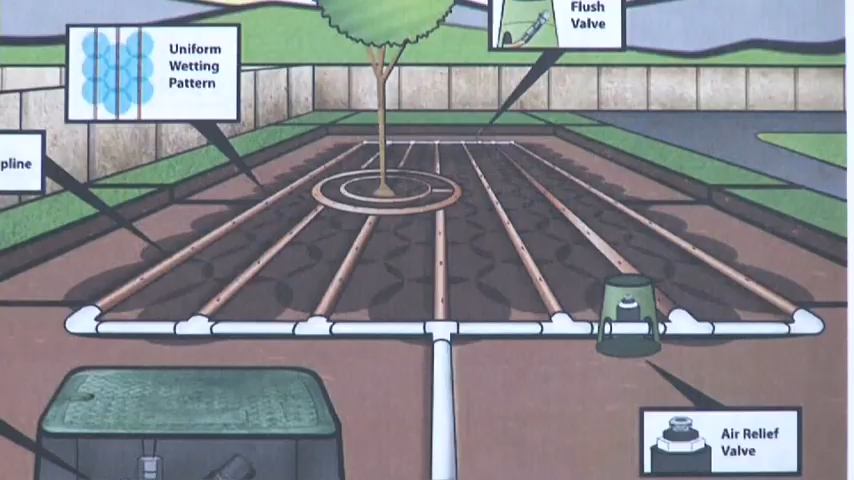 Flush
Valve
Uniform
Wetting
Pattern
pline
Air Relief
Valve